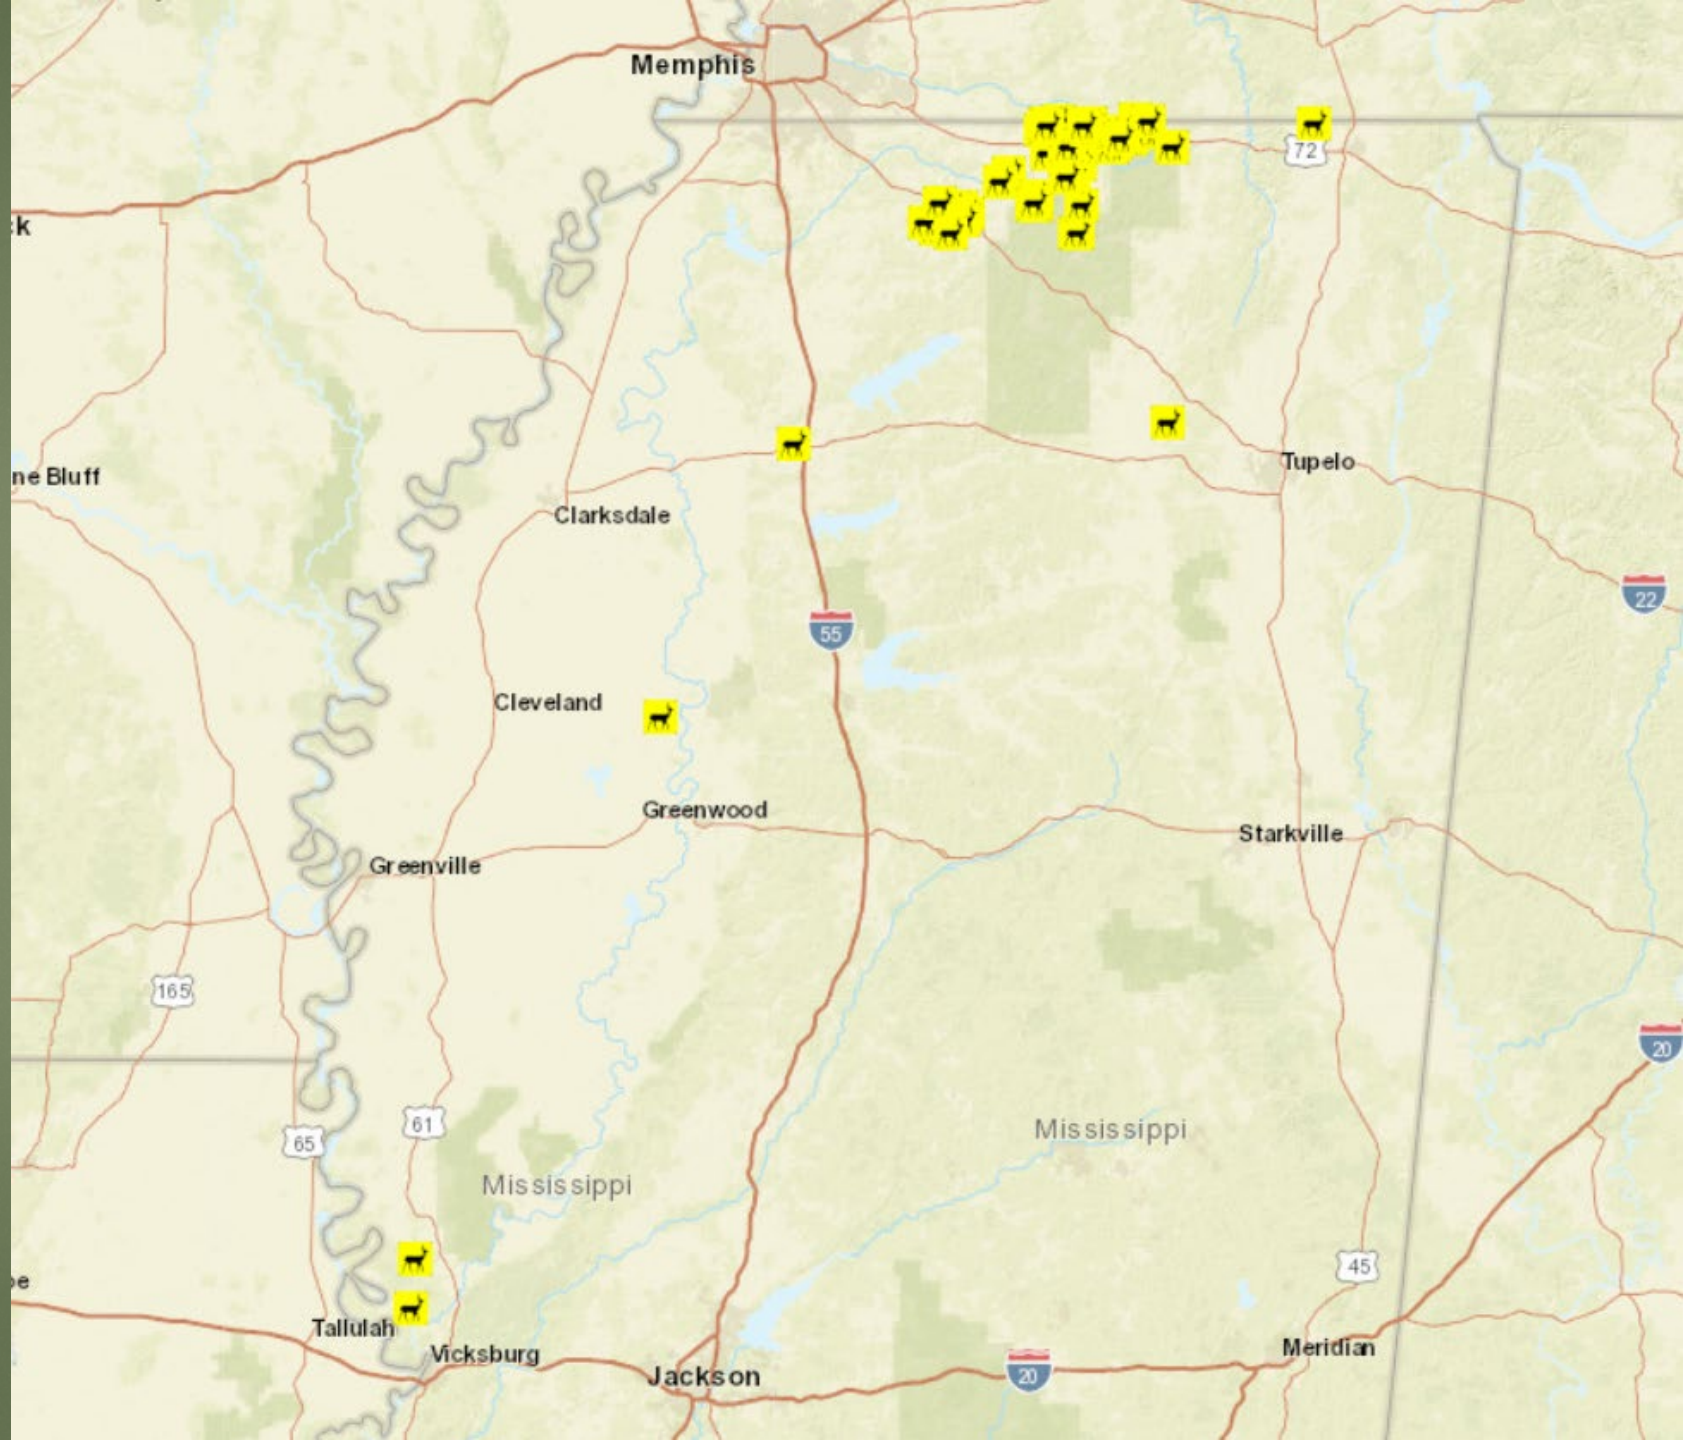 Memphis
72
ck
Tupelo
ne Bluff
Clarksdale
22
55
Cleveland
Greenwood
Starkville
Greenville
165
20
61
Mississippi
65
Mississippi
45
Tallulah
Meridian
Vicksburg
Jackson
20